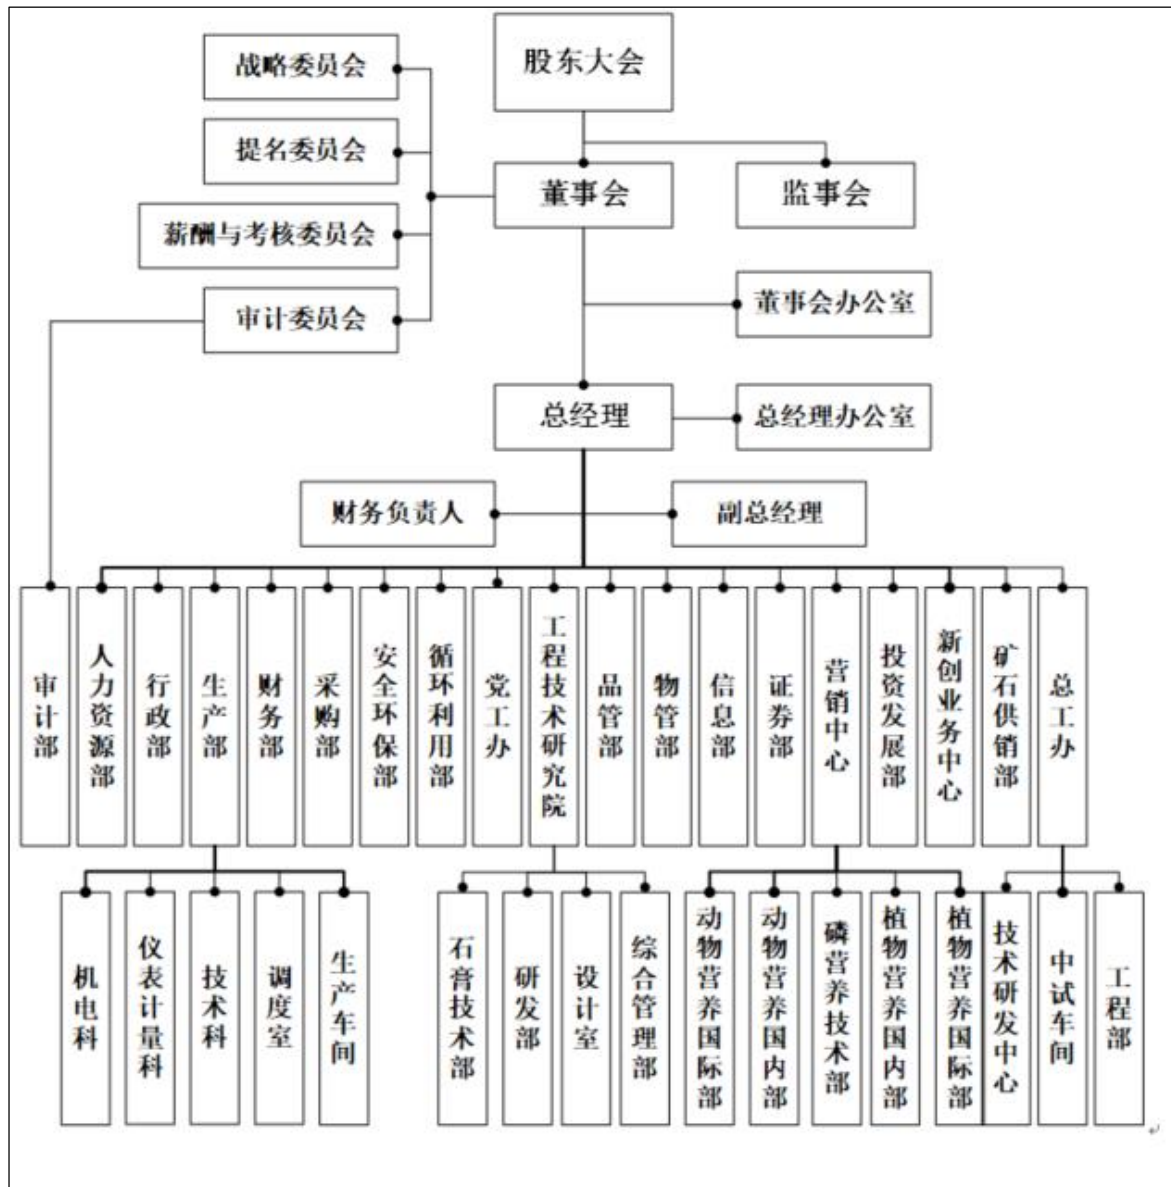 股东大会
战略委员会
提名委员会
董事会
监事会
薪酬与考核委员会
董事会办公室
审计委员会
总经理
总经理办公室
财务负责人
副总经理
审计部
人力资源部
行政部
生产部
财务部
采购部
安全环保部
循环利用部
党工办
工程技术研究院
品管部
物管部
信息部
证券部
营销中心
投资发展部
新创业务中心
矿石供销部
总工办
机电科
仪表计量科
技术科
调度室
生产车间
石膏技术部
研发部
设计室
综合管理部
动物营养国际部
动物营养国内部
磷营养技术部
植物营养国内部
植物营养国际部
技术研发中心
中试车间
工程部